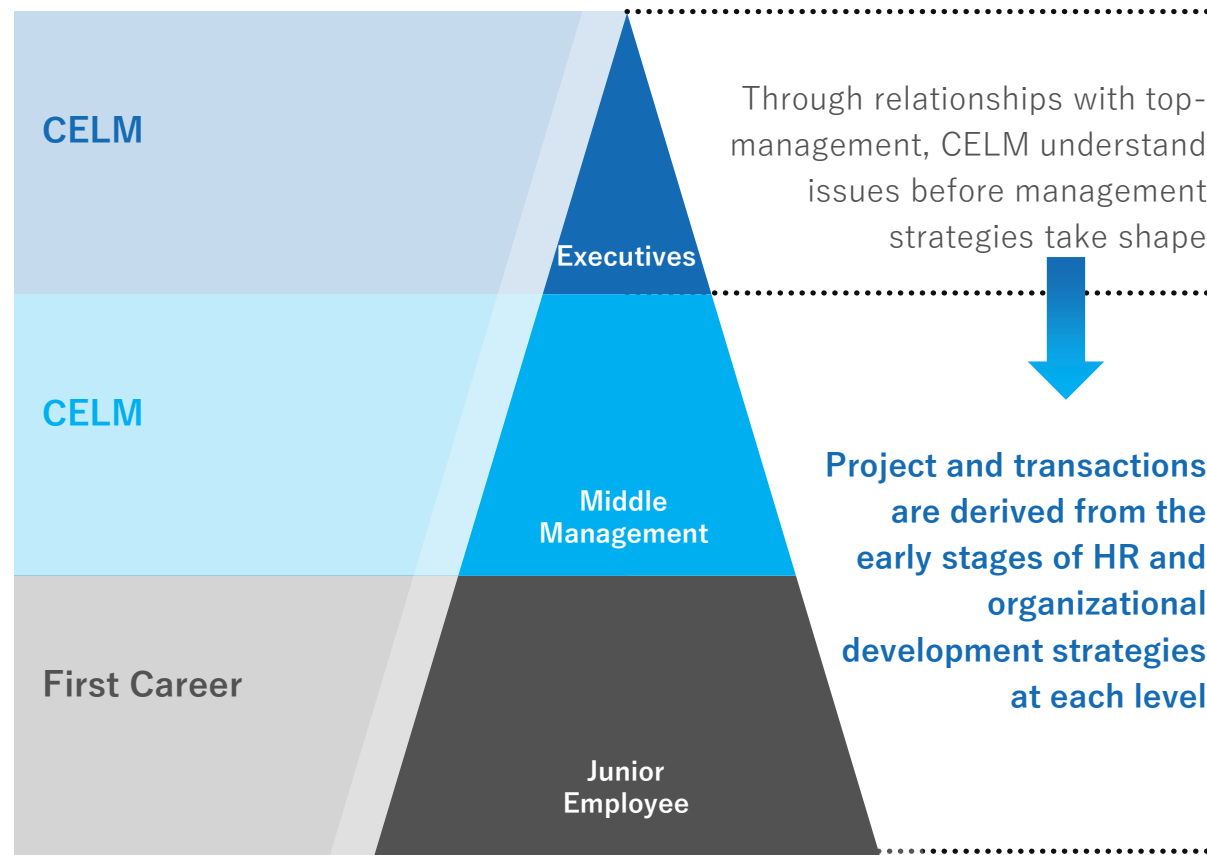 CELM
Executives
Through relationships with top-
management, CELM understand
issues before management
strategies take shape
CELM
Middle
Management
Project and transactions
are derived from the
early stages of HR and
organizational
development strategies
at each level
First Career
Junior
Employee